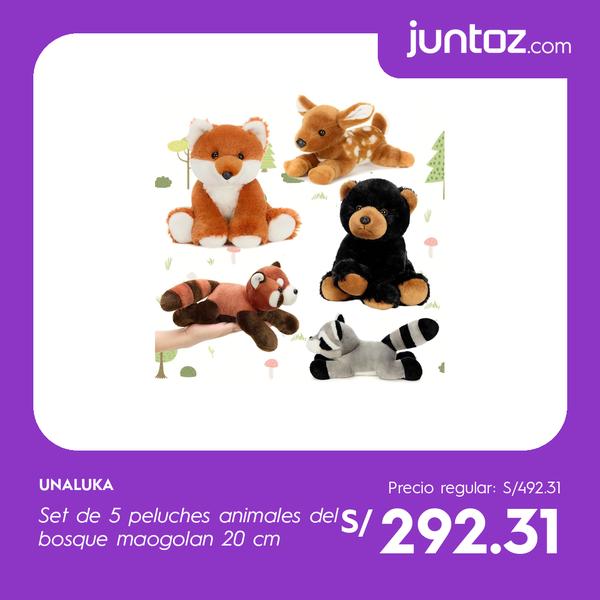 juntoz.com
UNALUKA
Set de 5 peluches animales del
bosque maogolan 20 cm
Precio regular: S/492.31
S/292.31